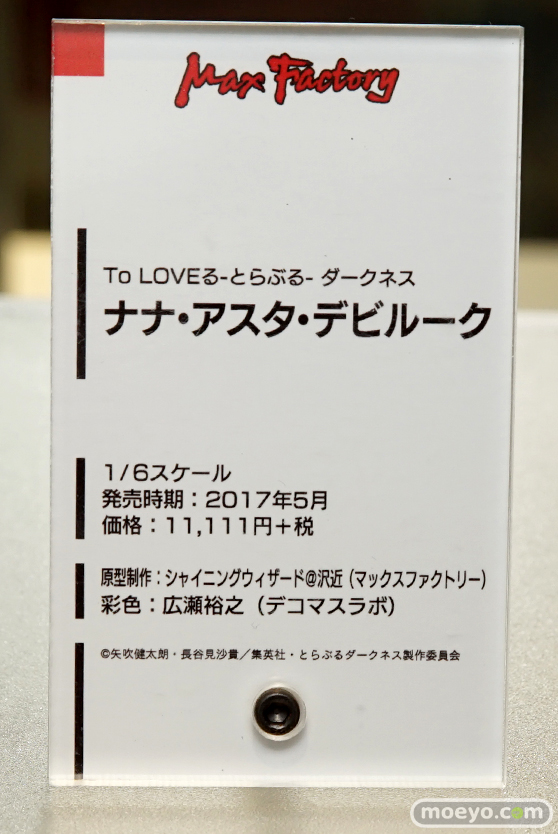 Max Factory
To LOVEる-とらぶる- ダークネス
ナナ・アスタ・デビルーク
1/6スケール
発売時期：2017年5月
価格：11,111円＋税
原型制作：シャイニングウィザード@沢近（マックスファクトリー）
彩色：広瀬裕之（デコマスラボ）
©矢吹健太朗・長谷見沙貴／集英社・とらぶるダークネス製作委員会
moeyo.com